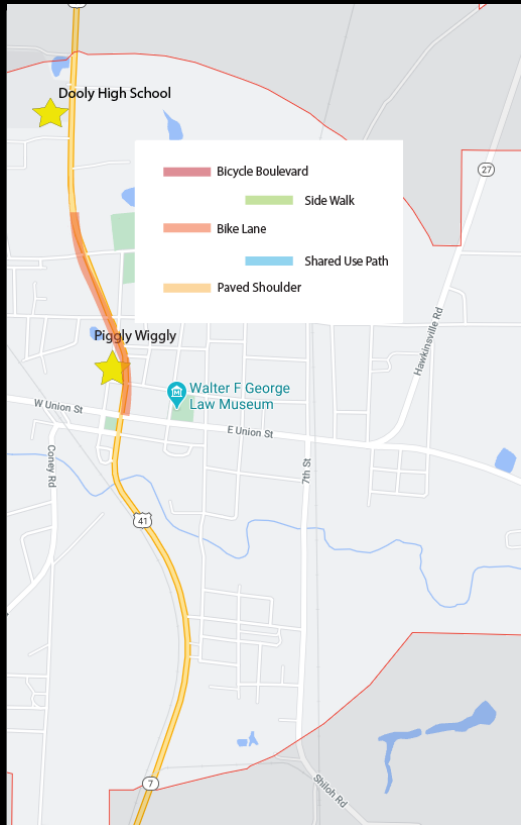 Dooly High School
Bicycle Boulevard
Side Walk
Bike Lane
Shared Use Path
Paved Shoulder
27
Hawkinsville Rd
Piggly Wiggly
Walter F George
Law Museum
W Union St
E Union St
Coney Rd
7th St
41
7
Shiloh Rd